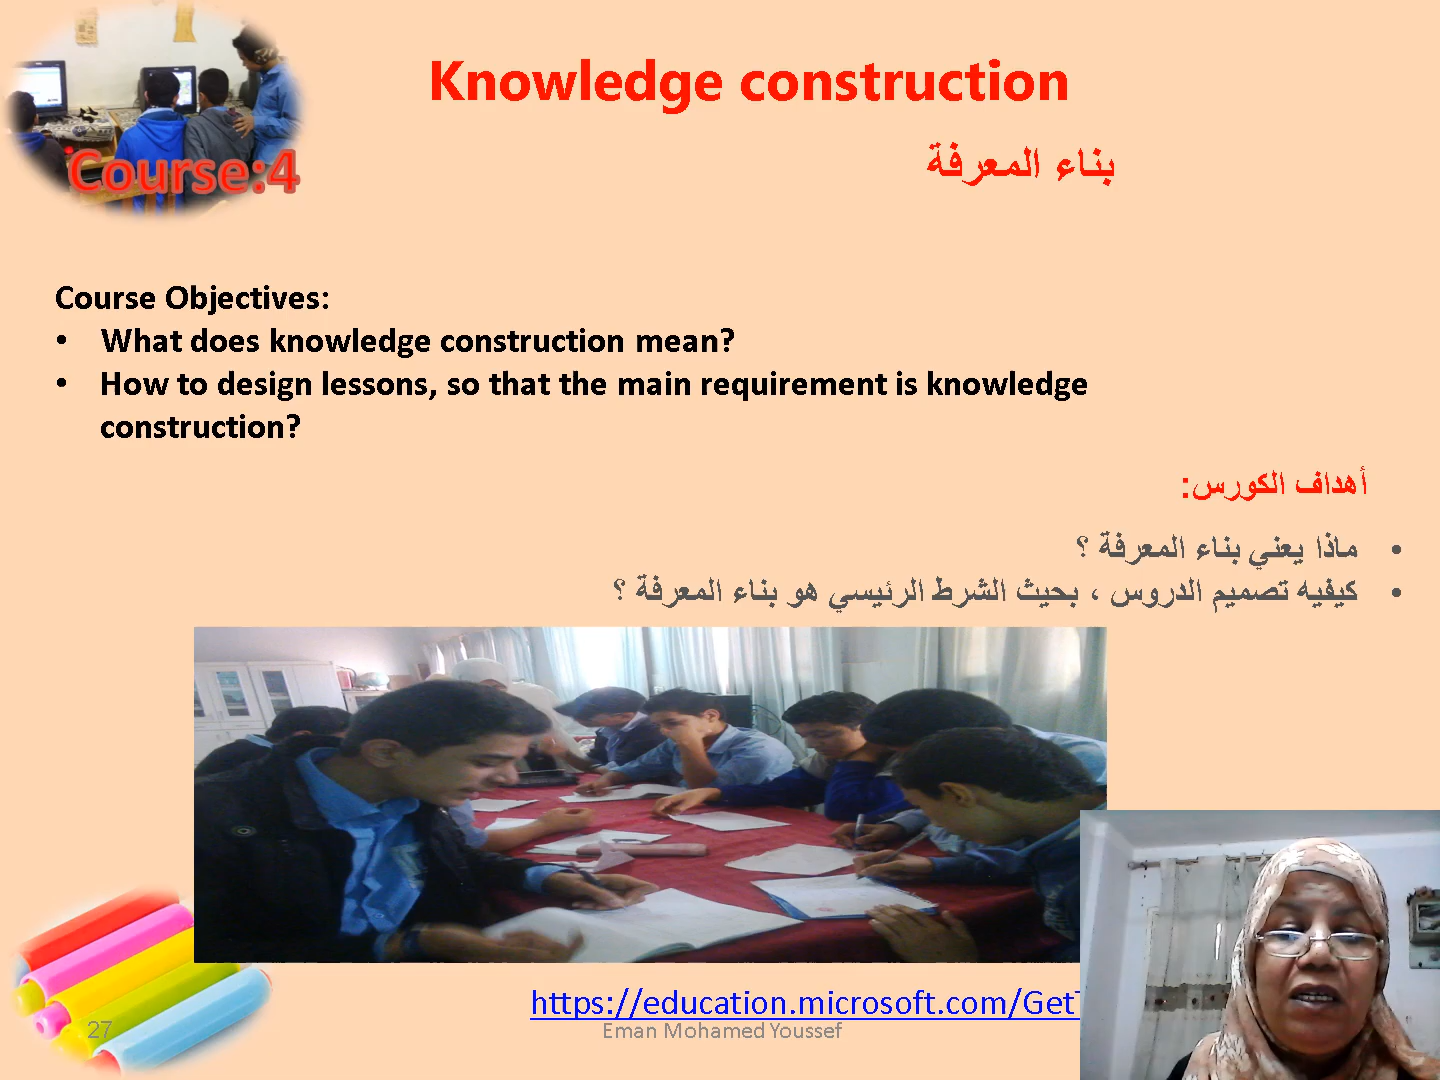 Course:4
Knowledge construction
بناء المعرفة
Course Objectives:
• What does knowledge construction mean?
• How to design lessons, so that the main requirement is knowledge
construction?
أهداف الكورس:
• ماذا يعني بناء المعرفة ؟
• كيفيه تصميم الدروس ، بحيث الشرط الرئيسي هو بناء المعرفة ؟
https://education.microsoft.com/Get
27
Eman Mohamed Youssef